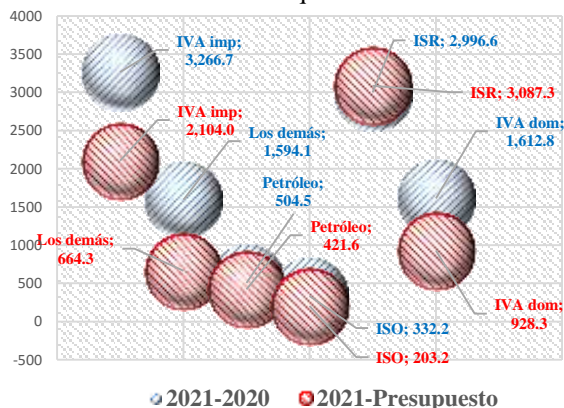 4000
3500
3000
2500
2000
1500
1000
500
0
-500
IVA imp;
3,266.7
IVA imp;
2,104.0
Los demás;
1,594.1
Los demás;
664.3
Petróleo;
504.5
Petróleo;
421.6
ISO; 332.2
ISO; 203.2
ISR; 2,996.6
ISR; 3,087.3
IVA dom;
1,612.8
IVA dom;
928.3
2021-2020 2021-Presupuesto